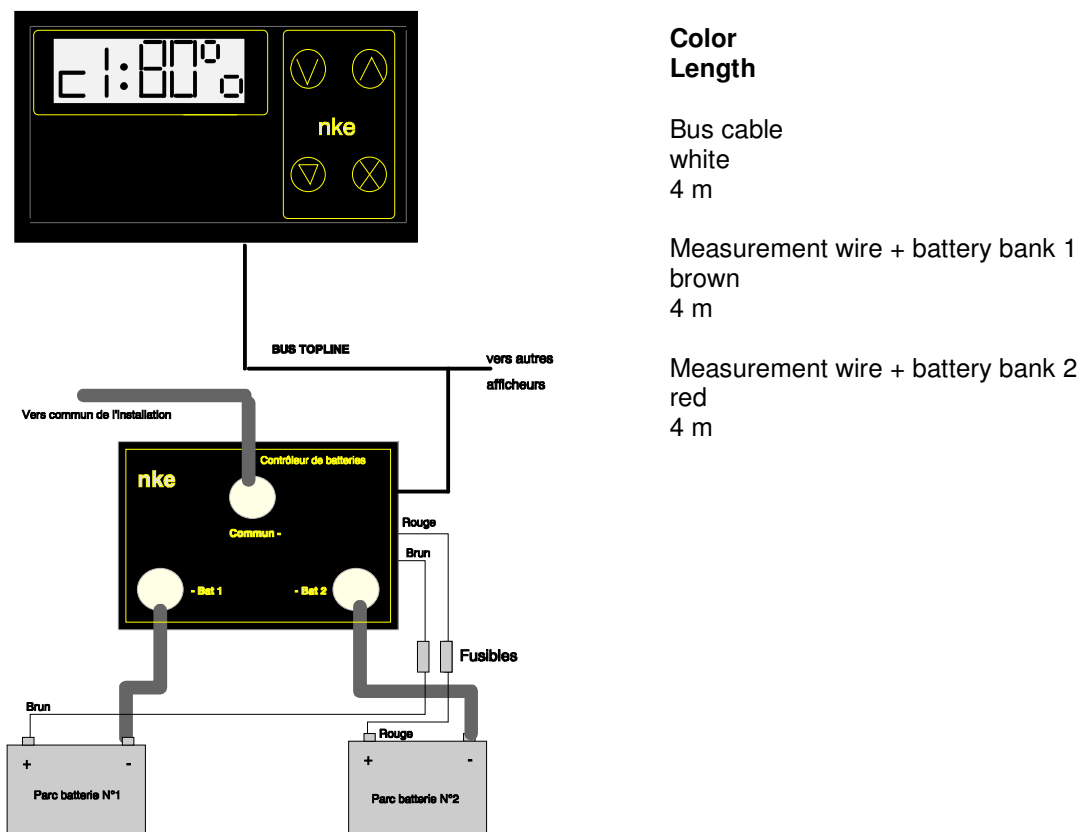 c1:80%
nke
BUS TOPLINE
vers autres
afficheurs
Vers commun de l'Installation
Contrôleur de batteries
nke
Commun -
Rouge
Brun
- Bat 1
- Bat 2
Fusibles
Brun
Rouge
+
-
+
-
Parc batterie N°1
Parc batterie N°2
Color
Length
Bus cable
white
4 m
Measurement wire + battery bank 1
brown
4 m
Measurement wire + battery bank 2
red
4 m